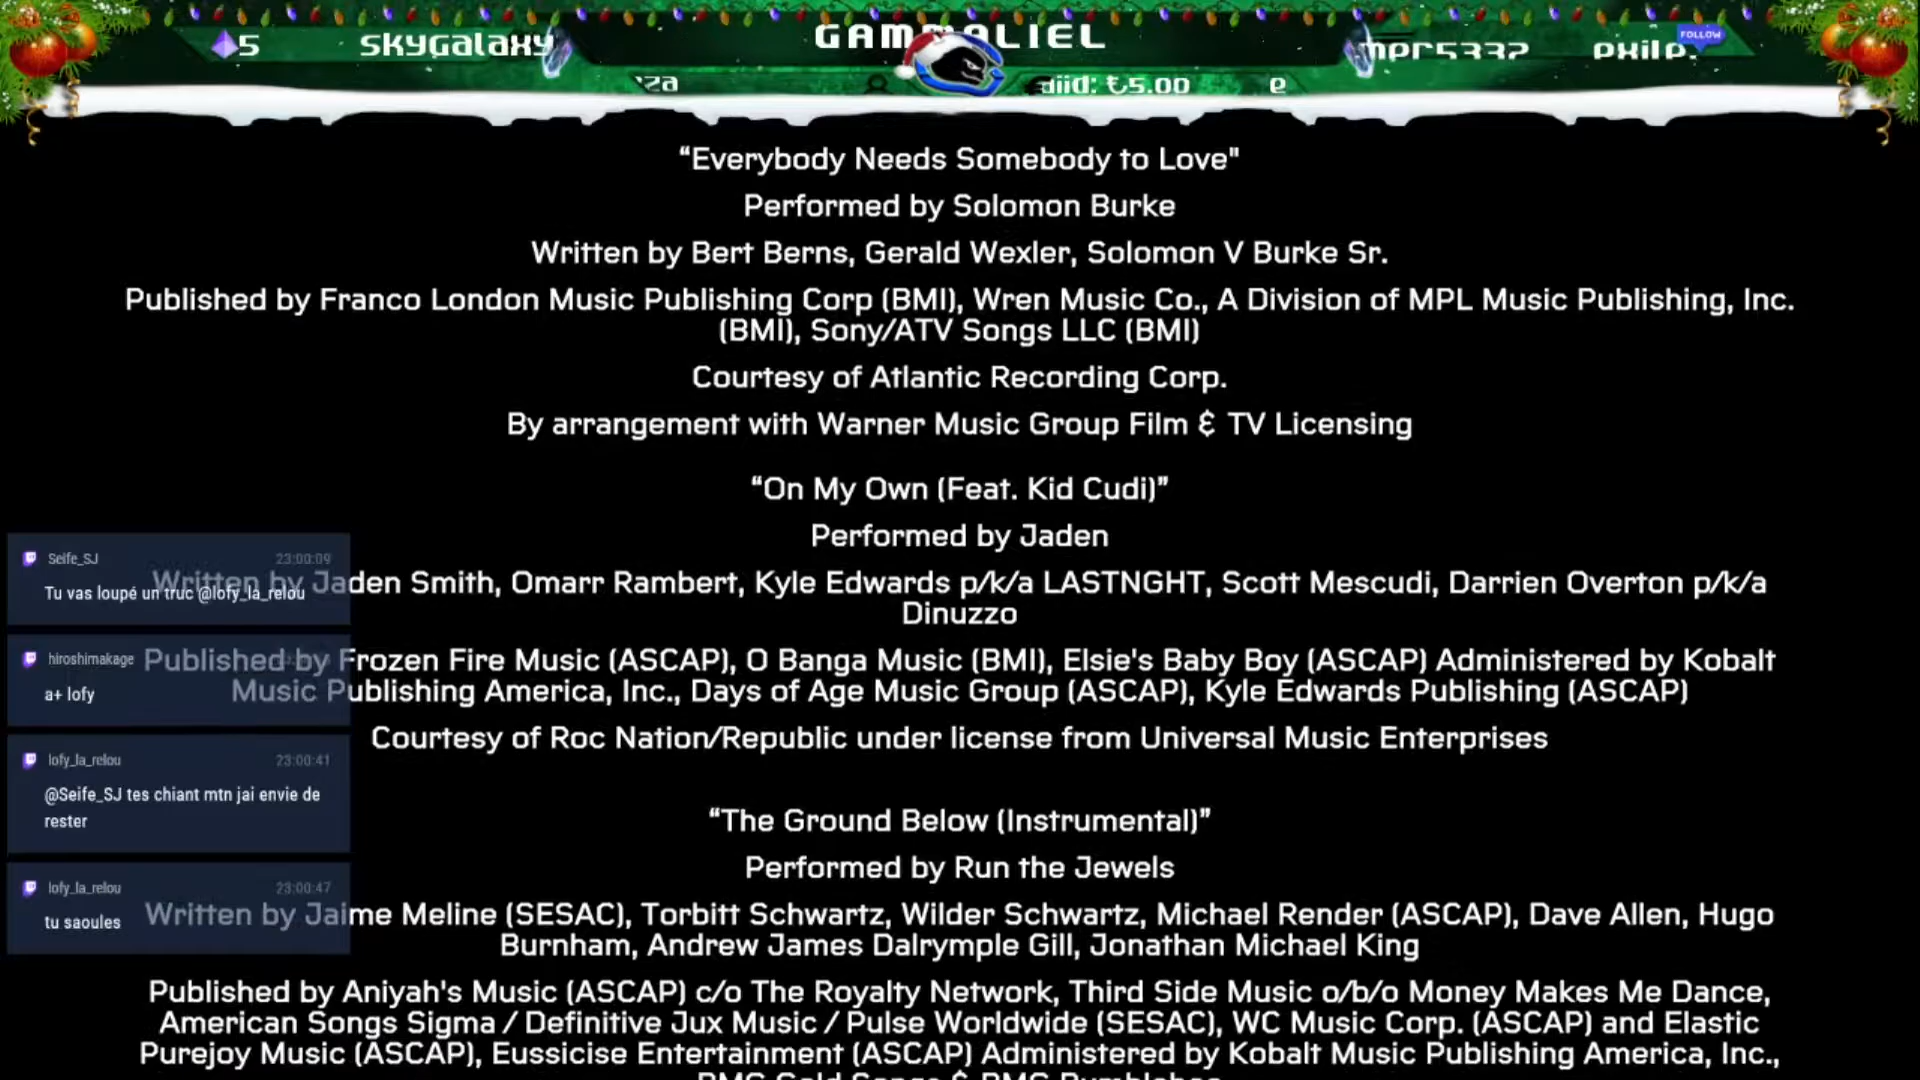 5
skygalaxy
GAMMALIEL
mpr5332
exile.
FOLLOW
diid: €5.00
e
“Everybody Needs Somebody to Love"
Performed by Solomon Burke
Written by Bert Berns, Gerald Wexler, Solomon V Burke Sr.
Published by Franco London Music Publishing Corp (BMI), Wren Music Co., A Division of MPL Music Publishing, Inc.
(BMI), Sony/ATV Songs LLC (BMI)
Courtesy of Atlantic Recording Corp.
By arrangement with Warner Music Group Film & TV Licensing
“On My Own (Feat. Kid Cudi)”
Performed by Jaden
Written by Jaden Smith, Omarr Rambert, Kyle Edwards p/k/a LASTNGHT, Scott Mescudi, Darrien Overton p/k/a
Dinuzzo
Published by Frozen Fire Music (ASCAP), O Banga Music (BMI), Elsie's Baby Boy (ASCAP) Administered by Kobalt
Music Publishing America, Inc., Days of Age Music Group (ASCAP), Kyle Edwards Publishing (ASCAP)
Courtesy of Roc Nation/Republic under license from Universal Music Enterprises
“The Ground Below (Instrumental)”
Performed by Run the Jewels
Written by Jaime Meline (SESAC), Torbitt Schwartz, Wilder Schwartz, Michael Render (ASCAP), Dave Allen, Hugo
Burnham, Andrew James Dalrymple Gill, Jonathan Michael King
Published by Aniyah's Music (ASCAP) c/o The Royalty Network, Third Side Music o/b/o Money Makes Me Dance,
American Songs Sigma / Definitive Jux Music / Pulse Worldwide (SESAC), WC Music Corp. (ASCAP) and Elastic
Purejoy Music (ASCAP), Eussicise Entertainment (ASCAP) Administered by Kobalt Music Publishing America, Inc.,
BMG Gold Songs & BMG Bumblebee
Seife_SJ 23:00:09
Tu vas loupé un truc @lofy_la_relou
hiroshimakage
a+ lofy
lofy_la_relou 23:00:41
@Seife_SJ tes chiant mtn jai envie de
rester
lofy_la_relou 23:00:47
tu saoules